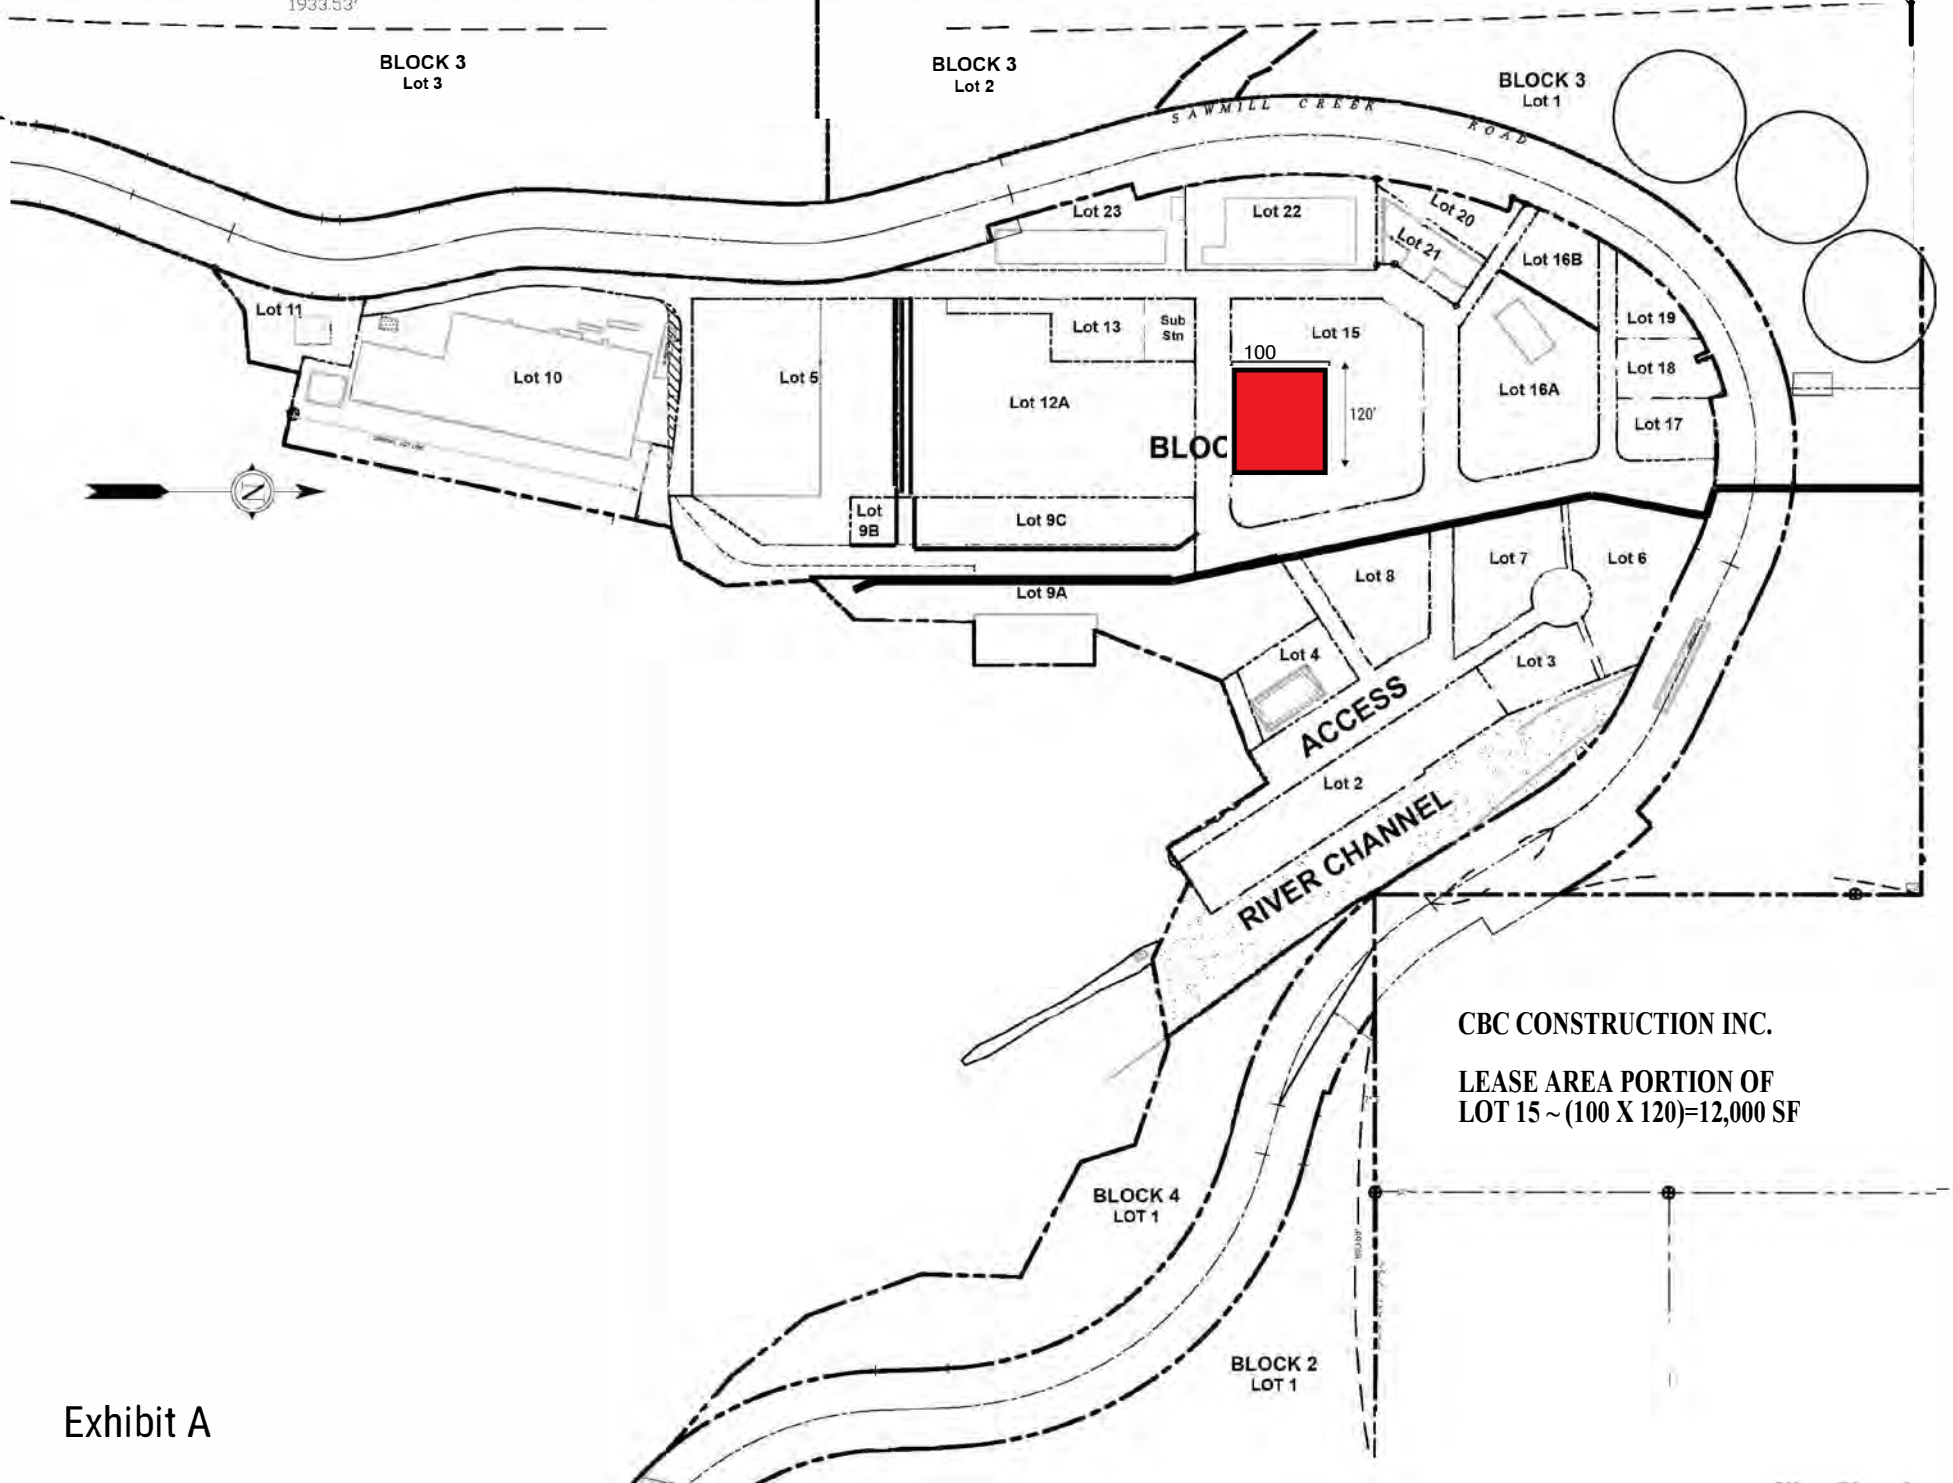 1933.53'
BLOCK 3
Lot 3
BLOCK 3
Lot 2
BLOCK 3
Lot 1
SAWMILL CREEK ROAD
Lot 23
Lot 22
Lot 20
Lot 21
Lot 16B
Lot 11
Lot 10
Lot 5
Lot 13
Sub
Stn
Lot 15
Lot 19
Lot 18
Lot 17
Lot 16A
Lot 12A
100
120'
BLOC
N
Lot
9B
Lot 9C
Lot 9A
Lot 8
Lot 7
Lot 6
Lot 4
Lot 3
ACCESS
Lot 2
RIVER CHANNEL
CBC CONSTRUCTION INC.
LEASE AREA PORTION OF
LOT 15 ~ (100 X 120)=12,000 SF
BLOCK 4
LOT 1
BLOCK 2
LOT 1
Exhibit A